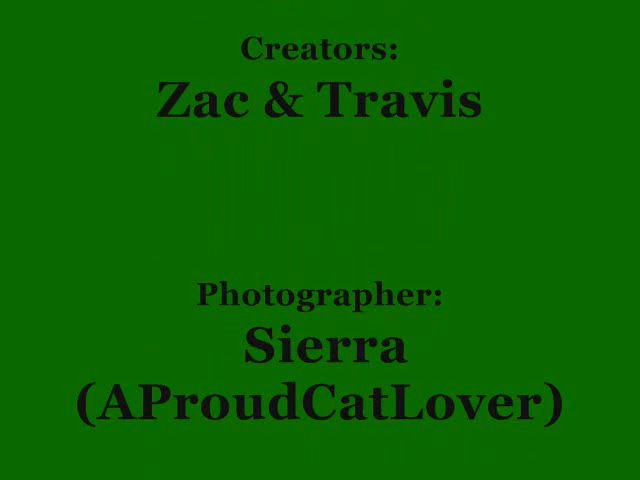 Creators:
Zac & Travis
Photographer:
Sierra
(AProudCatLover)